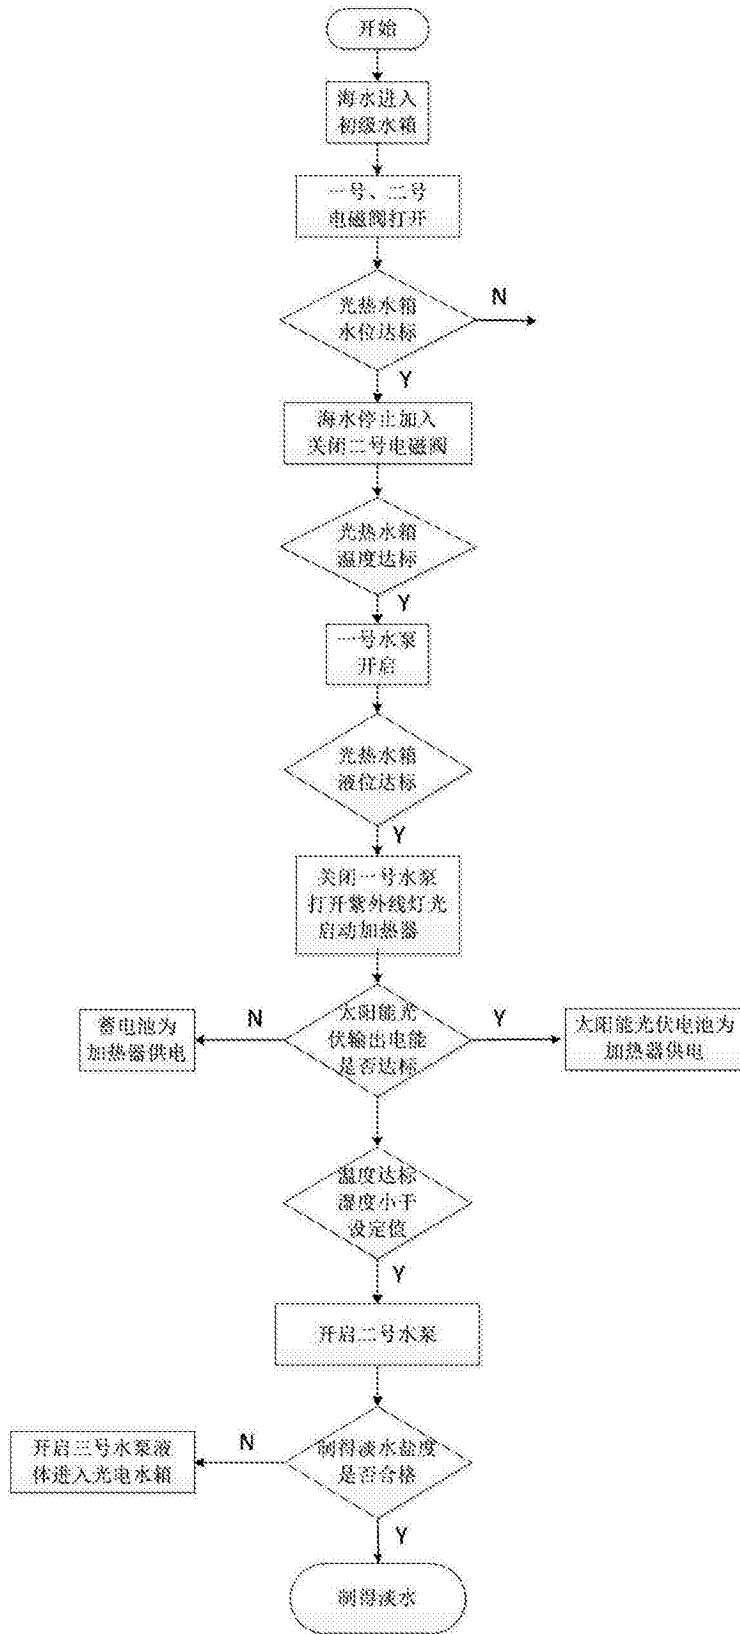 开始
海水进入
初级水箱
一号、二号
电磁阀打开
光热水箱
水位达标
N
Y
海水停止加入
关闭二号电磁阀
光热水箱
温度达标
Y
一号水泵
开启
光热水箱
液位达标
Y
关闭一号水泵
打开紫外线灯光
启动加热器
蓄电池为
加热器供电
N
太阳能光
伏输出电能
是否达标
Y
太阳能光伏电池为
加热器供电
温度达标
湿度小于
设定值
Y
开启二号水泵
开启三号水泵液
体进入光电水箱
N
制得淡水盐度
是否合格
Y
制得淡水